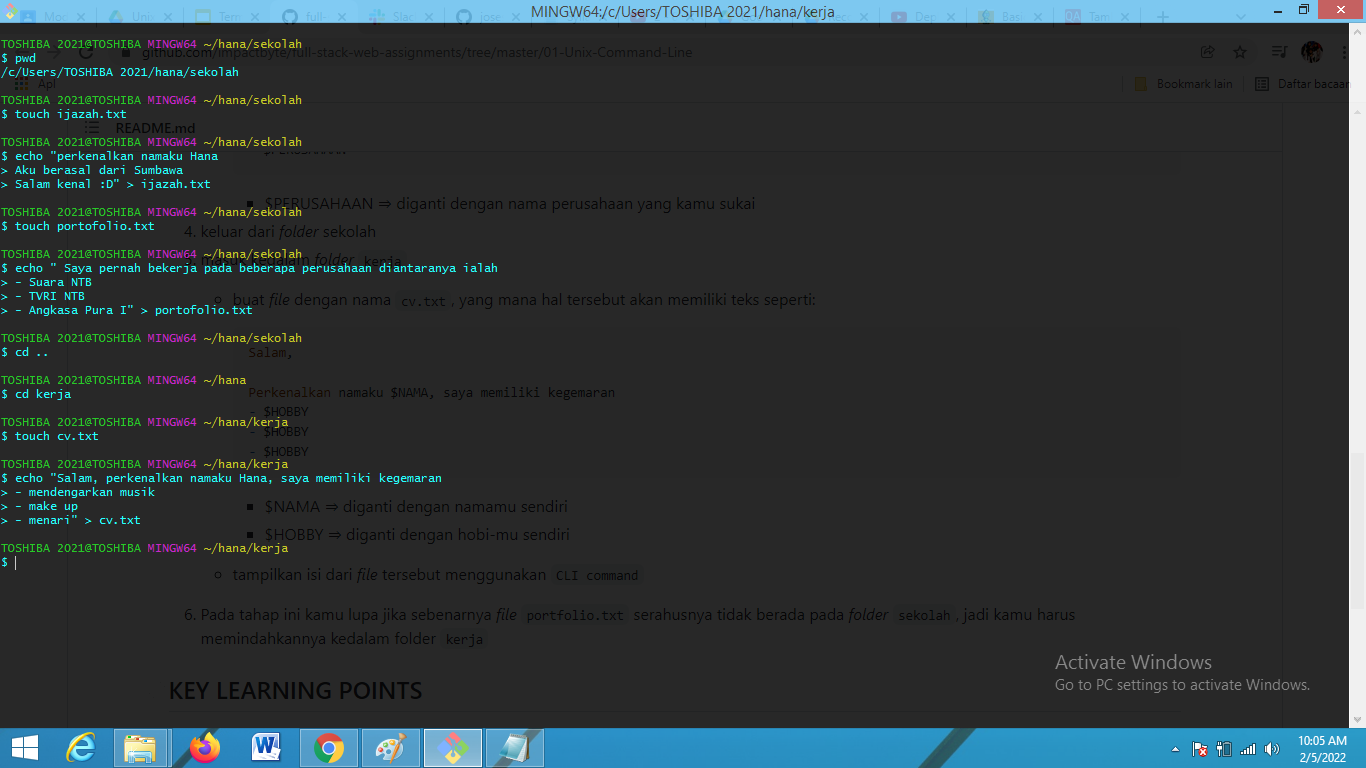 MINGW64:/c/Users/TOSHIBA 2021/hana/kerja
TOSHIBA 2021@TOSHIBA MINGW64 ~/hana/sekolah
$ pwd
/c/Users/TOSHIBA 2021/hana/sekolah
TOSHIBA 2021@TOSHIBA MINGW64 ~/hana/sekolah
$ touch ijazah.txt
TOSHIBA 2021@TOSHIBA MINGW64 ~/hana/sekolah
$ echo "perkenalkan namaku Hana
> Aku berasal dari Sumbawa
> Salam kenal :D" > ijazah.txt
TOSHIBA 2021@TOSHIBA MINGW64 ~/hana/sekolah
$ touch portofolio.txt
TOSHIBA 2021@TOSHIBA MINGW64 ~/hana/sekolah
$ echo " Saya pernah bekerja pada beberapa perusahaan diantaranya ialah
> - Suara NTB
> - TVRI NTB
> - Angkasa Pura I" > portofolio.txt
TOSHIBA 2021@TOSHIBA MINGW64 ~/hana/sekolah
$ cd ..
TOSHIBA 2021@TOSHIBA MINGW64 ~/hana
$ cd kerja
TOSHIBA 2021@TOSHIBA MINGW64 ~/hana/kerja
$ touch cv.txt
TOSHIBA 2021@TOSHIBA MINGW64 ~/hana/kerja
$ echo "Salam, perkenalkan namaku Hana, saya memiliki kegemaran
> - mendengarkan musik
> - make up
> - menari" > cv.txt
TOSHIBA 2021@TOSHIBA MINGW64 ~/hana/kerja
$
github.com/impactbyte/full-stack-web-assignments/tree/master/01-Unix-Command-Line
Apl
Bookmark lain
Daftar bacaan
README.md
$PERUSAHAAN ⇒ diganti dengan nama perusahaan yang kamu sukai
4. keluar dari folder sekolah
folder kerja
buat file dengan nama cv.txt, yang mana hal tersebut akan memiliki teks seperti:
Salam,
Perkenalkan namaku $NAMA, saya memiliki kegemaran
- $HOBBY
- $HOBBY
- $HOBBY
$NAMA ⇒ diganti dengan namamu sendiri
$HOBBY ⇒ diganti dengan hobi-mu sendiri
tampilkan isi dari file tersebut menggunakan CLI command
6. Pada tahap ini kamu lupa jika sebenarnya file portfolio.txt serahusnya tidak berada pada folder sekolah, jadi kamu harus
memindahkannya kedalam folder kerja
KEY LEARNING POINTS
Activate Windows
Go to PC settings to activate Windows.
10:05 AM
2/5/2022